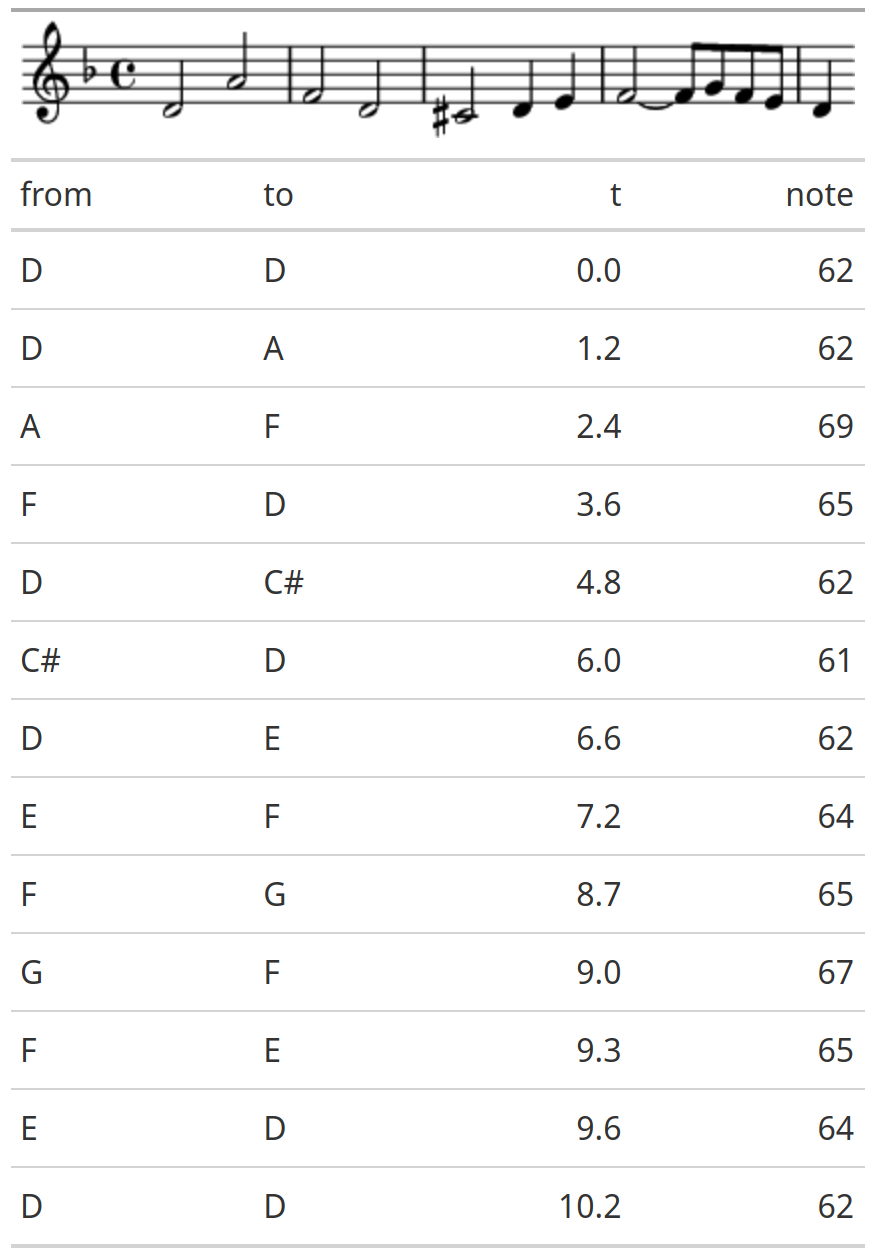 from to t note
D D 0.0 62
D A 1.2 62
A F 2.4 69
F D 3.6 65
D C# 4.8 62
C# D 6.0 61
D E 6.6 62
E F 7.2 64
F G 8.7 65
G F 9.0 67
F E 9.3 65
E D 9.6 64
D D 10.2 62